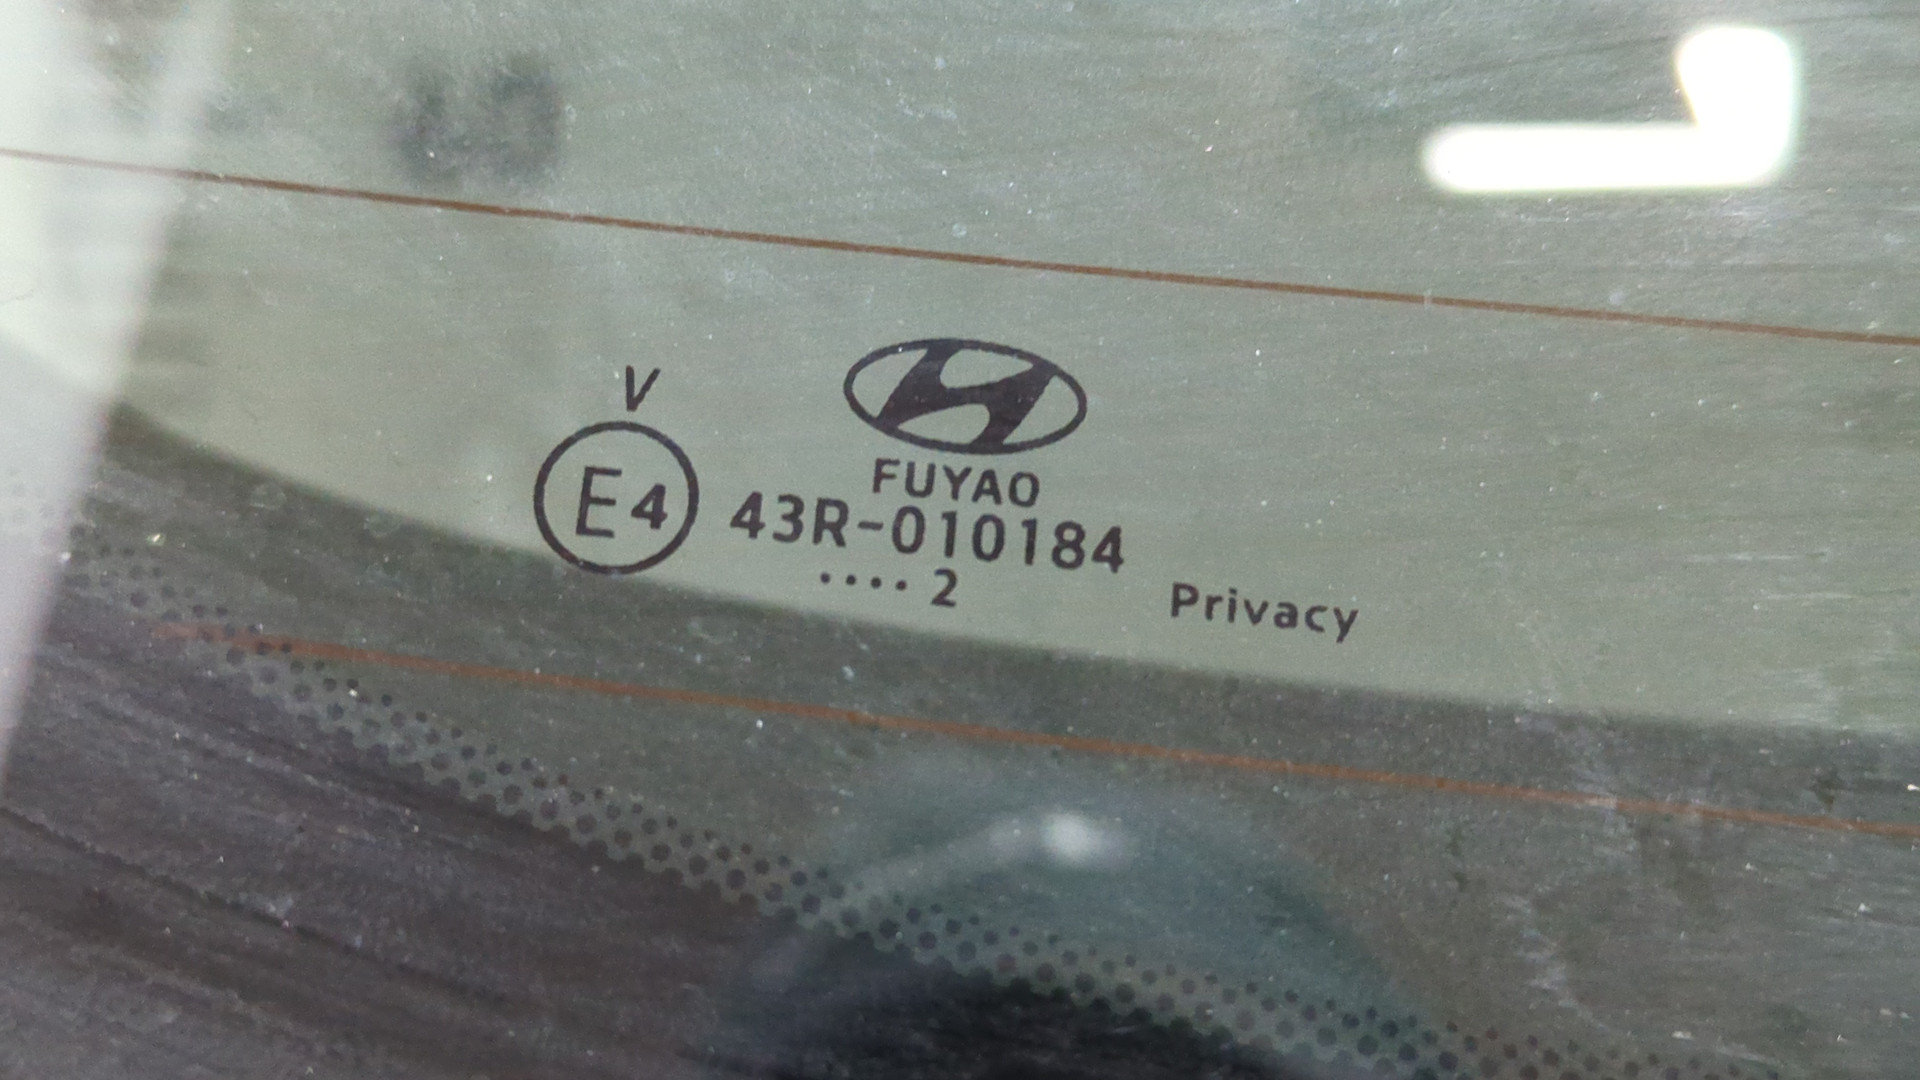 V
E4
FUYAO
43R-010184
···· 2
Privacy